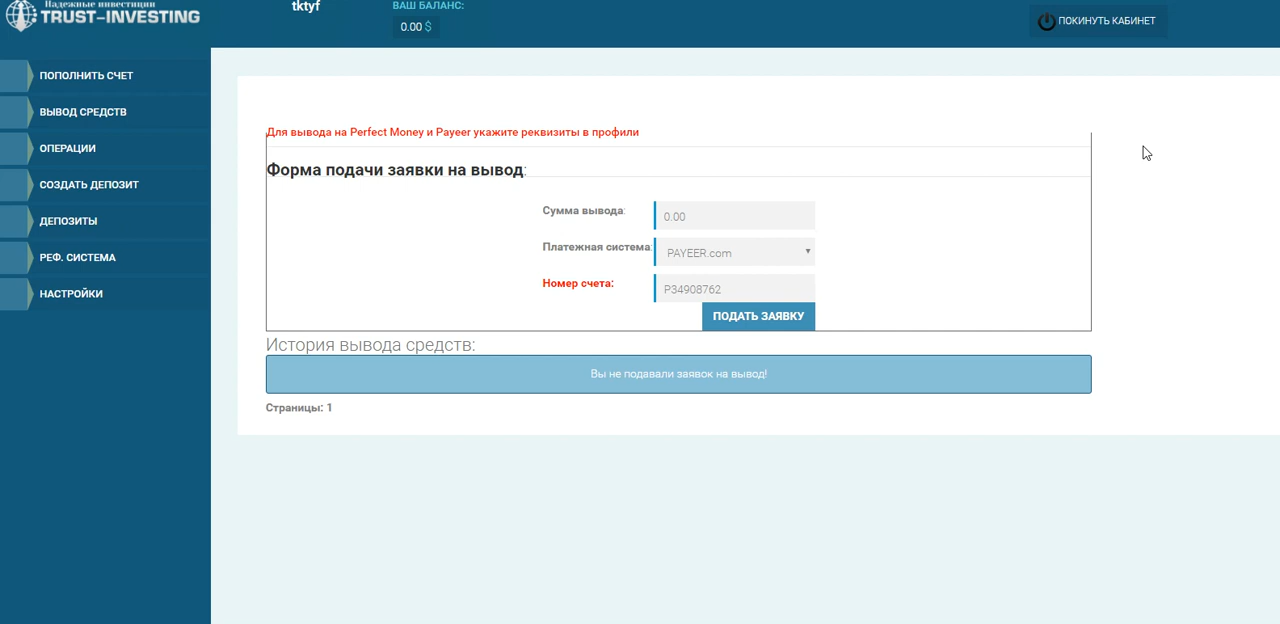 Надежные инвестиции
TRUST-INVESTING
tktyf
ВАШ БАЛАНС:
0.00 $
ПОКИНУТЬ КАБИНЕТ
ПОПОЛНИТЬ СЧЕТ
ВЫВОД СРЕДСТВ
ОПЕРАЦИИ
СОЗДАТЬ ДЕПОЗИТ
ДЕПОЗИТЫ
РЕФ. СИСТЕМА
НАСТРОЙКИ
Для вывода на Perfect Money и Payeer укажите реквизиты в профили
Форма подачи заявки на вывод:
Сумма вывода: 0.00
Платежная система: PAYEER.com
Номер счета: P34908762
ПОДАТЬ ЗАЯВКУ
История вывода средств:
Вы не подавали заявок на вывод!
Страницы: 1